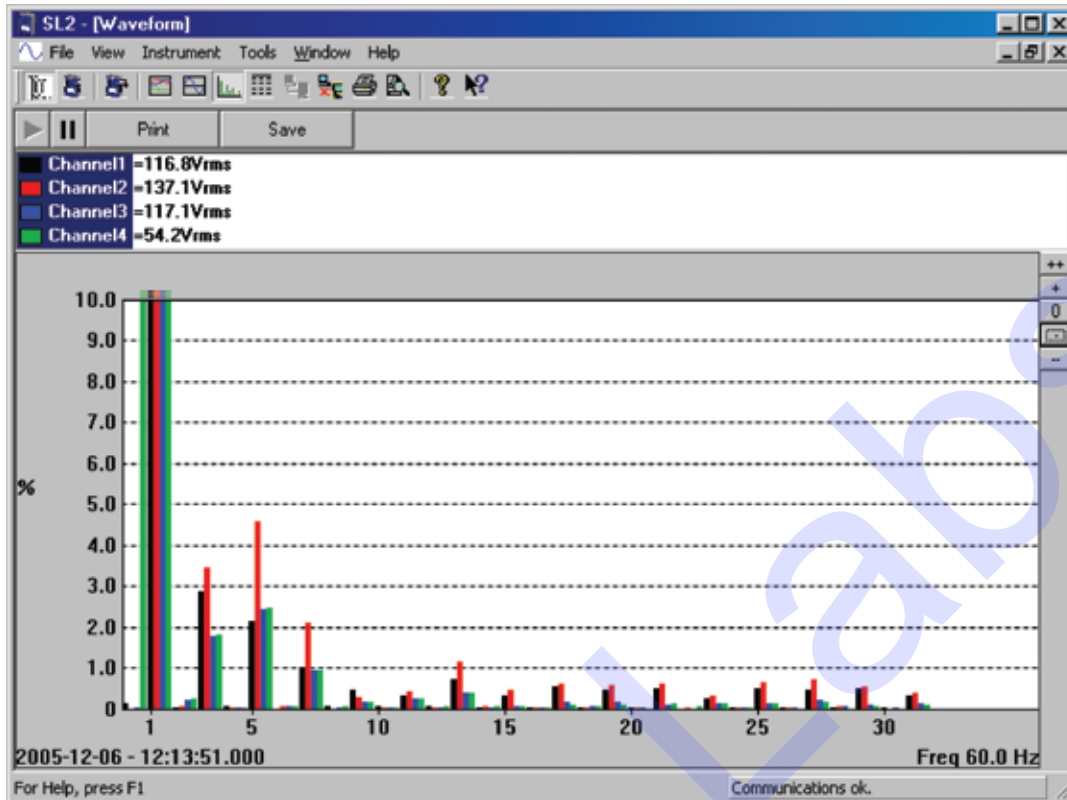 SL2 - [Waveform]
File View Instrument Tools Window Help
Print Save
Channel1 =116.8Vrms
Channel2 =137.1Vrms
Channel3 =117.1Vrms
Channel4 =54.2Vrms
++
+
0
-
--
10.0
9.0
8.0
7.0
6.0
%
5.0
4.0
3.0
2.0
1.0
0
1 5 10 15 20 25 30
2005-12-06 - 12:13:51.000 Freq 60.0 Hz
For Help, press F1 Communications ok.
Labs